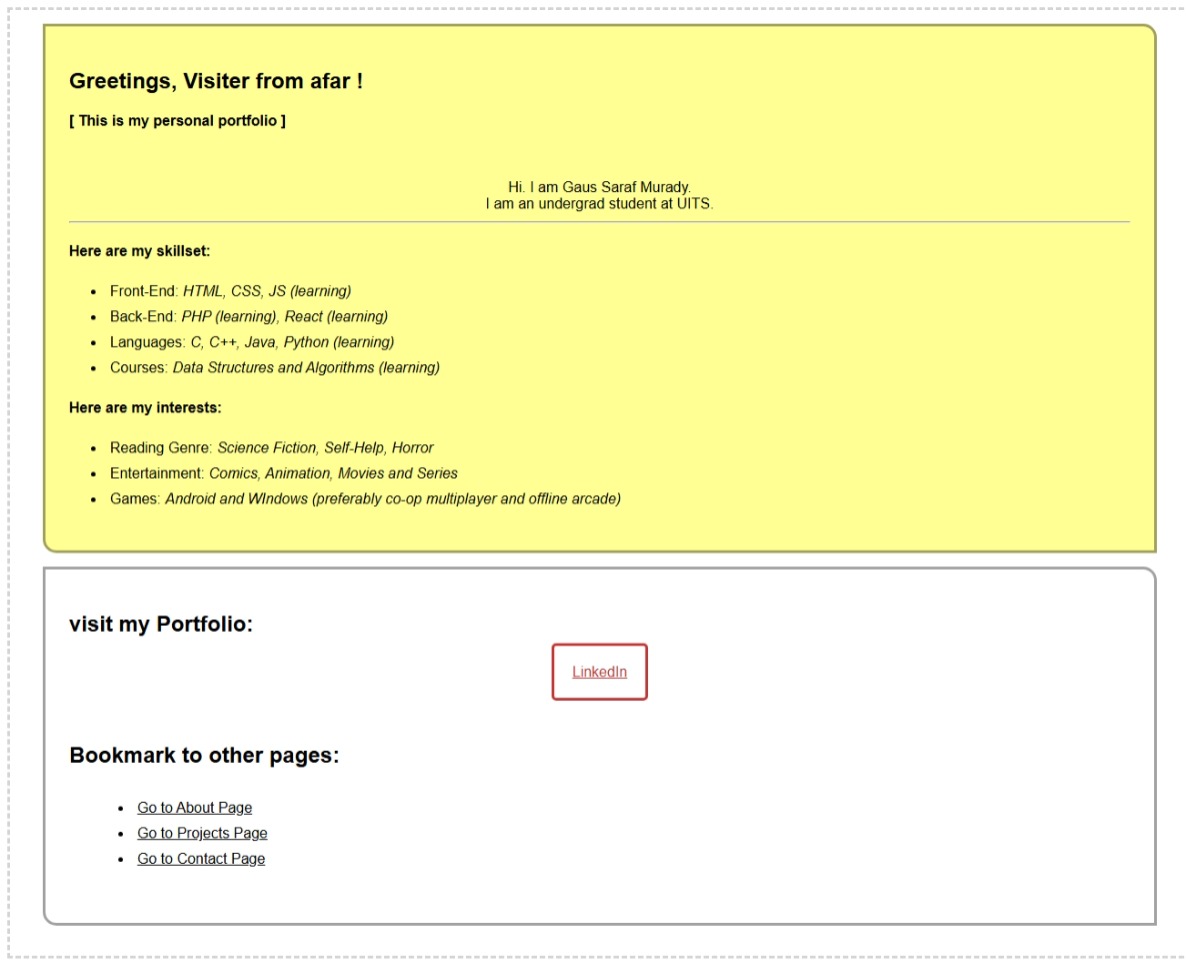 Greetings, Visiter from afar !
[ This is my personal portfolio ]
Hi. I am Gaus Saraf Murady.
I am an undergrad student at UITS.
Here are my skillset:
Front-End: HTML, CSS, JS (learning)
Back-End: PHP (learning), React (learning)
Languages: C, C++, Java, Python (learning)
Courses: Data Structures and Algorithms (learning)
Here are my interests:
Reading Genre: Science Fiction, Self-Help, Horror
Entertainment: Comics, Animation, Movies and Series
Games: Android and WIndows (preferably co-op multiplayer and offline arcade)
visit my Portfolio:
LinkedIn
Bookmark to other pages:
Go to About Page
Go to Projects Page
Go to Contact Page